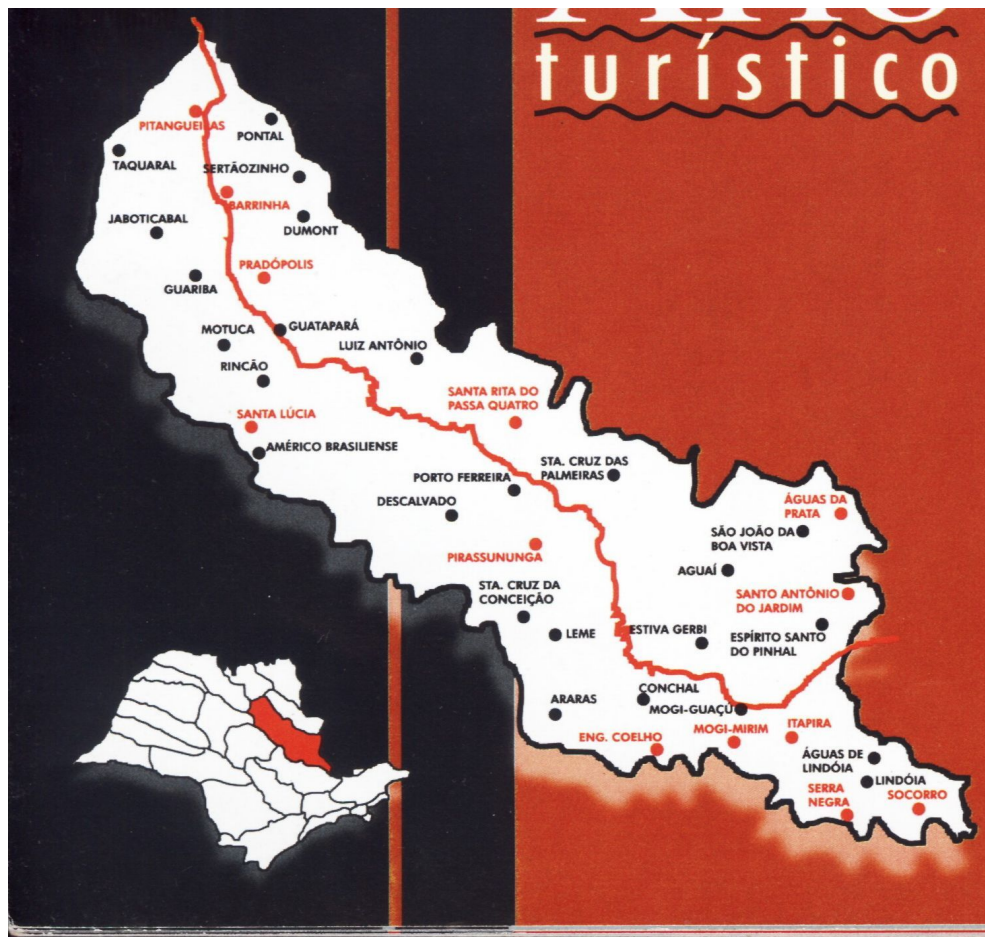 turístico
PITANGUEIRAS
PONTAL
TAQUARAL
SERTÃOZINHO
BARRINHA
JABOTICABAL
DUMONT
PRADÓPOLIS
GUARIBA
MOTUCA
GUATAPARÁ
LUIZ ANTÔNIO
RINCÃO
SANTA RITA DO
PASSA QUATRO
SANTA LÚCIA
AMÉRICO BRASILIENSE
STA. CRUZ DAS
PALMEIRAS
PORTO FERREIRA
DESCALVADO
ÁGUAS DA
PRATA
SÃO JOÃO DA
BOA VISTA
PIRASSUNUNGA
AGUAÍ
STA. CRUZ DA
CONCEIÇÃO
SANTO ANTÔNIO
DO JARDIM
LEME
ESTIVA GERBI
ESPÍRITO SANTO
DO PINHAL
ARARAS
CONCHAL
MOGI-GUAÇÚ
ENG. COELHO
MOGI-MIRIM
ITAPIRA
ÁGUAS DE
LINDÓIA
LINDÓIA
SERRA
NEGRA
SOCORRO